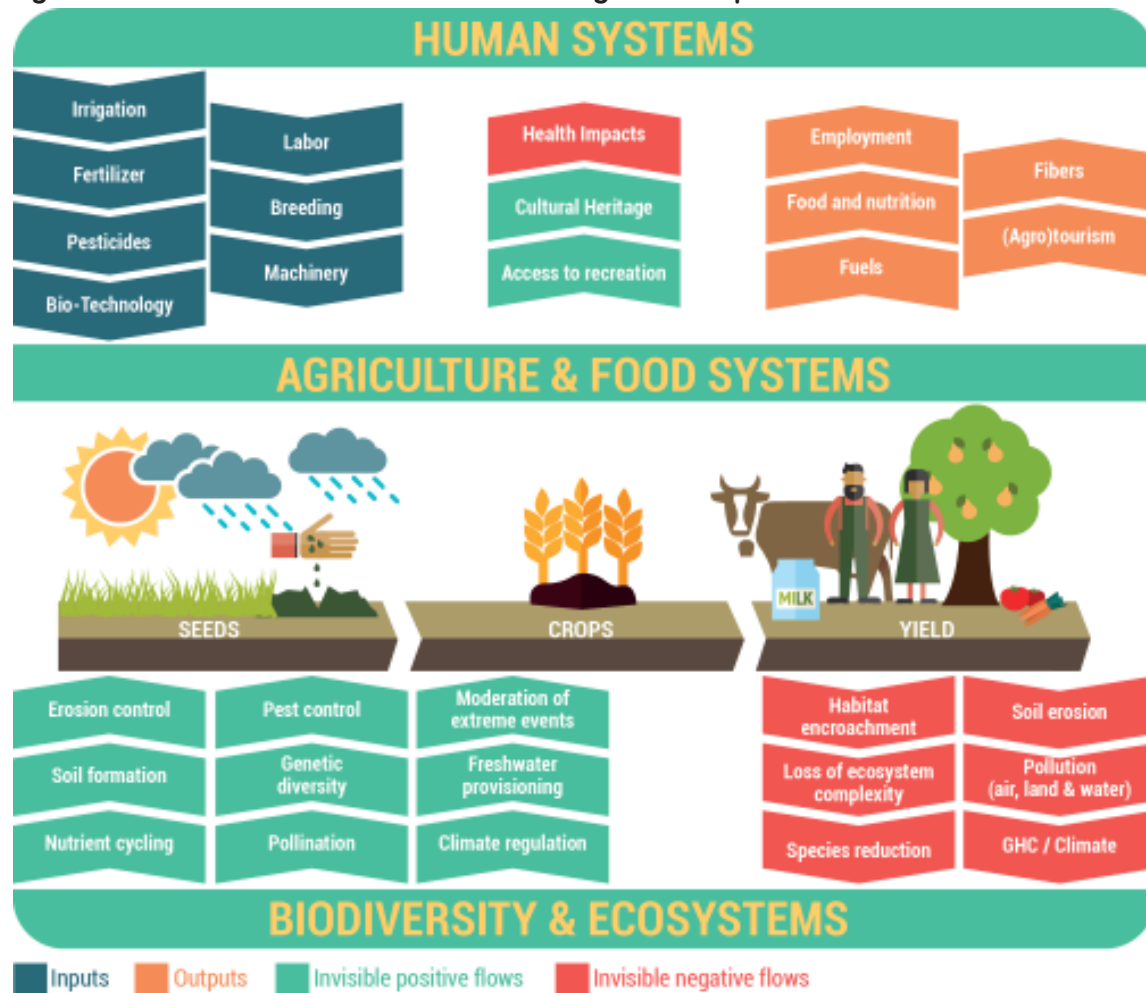 HUMAN SYSTEMS
Irrigation
Fertilizer
Pesticides
Bio-Technology
Labor
Breeding
Machinery
Health Impacts
Cultural Heritage
Access to recreation
Employment
Food and nutrition
Fuels
Fibers
(Agro)tourism
AGRICULTURE & FOOD SYSTEMS
MILK
SEEDS
CROPS
YIELD
Erosion control
Soil formation
Nutrient cycling
Pest control
Genetic
diversity
Pollination
Moderation of
extreme events
Freshwater
provisioning
Climate regulation
Habitat
encroachment
Loss of ecosystem
complexity
Species reduction
Soil erosion
Pollution
(air, land & water)
GHC / Climate
BIODIVERSITY & ECOSYSTEMS
Inputs
Outputs
Invisible positive flows
Invisible negative flows